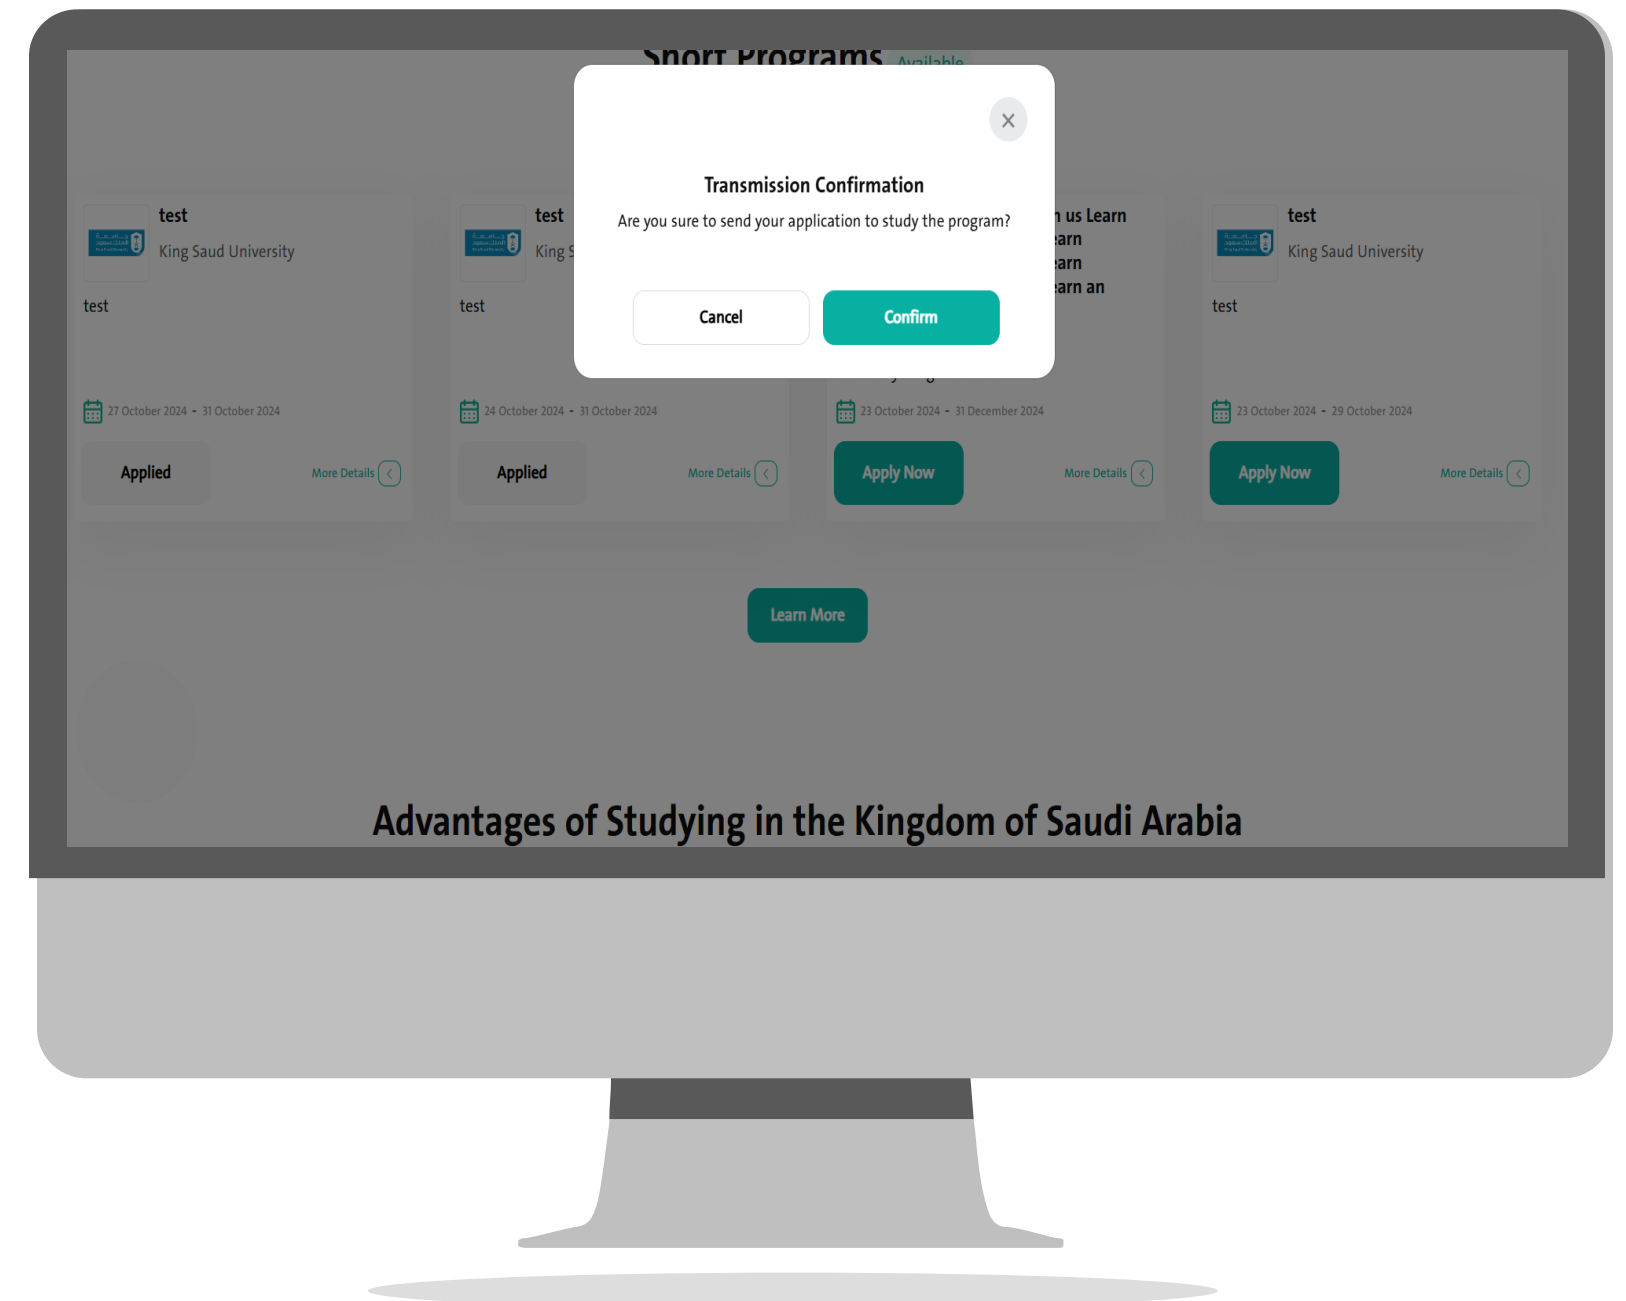 Short Programs Available
Transmission Confirmation
Are you sure to send your application to study the program?
Cancel
Confirm
test
King Saud University
test
27 October 2024 - 31 October 2024
Applied
More Details
test
King S
test
24 October 2024 - 31 October 2024
Applied
More Details
us Learn
earn
earn
earn an
23 October 2024 - 31 December 2024
Apply Now
More Details
test
King Saud University
test
23 October 2024 - 29 October 2024
Apply Now
More Details
Learn More
Advantages of Studying in the Kingdom of Saudi Arabia